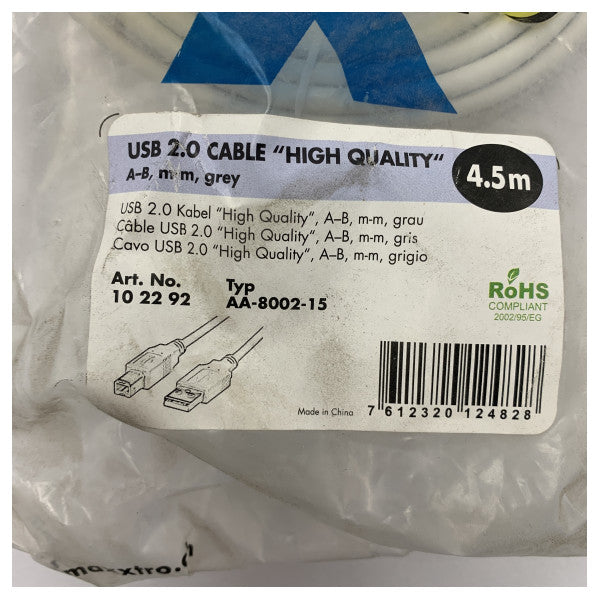 USB 2.0 CABLE “HIGH QUALITY“
A-B, m-m, grey
4.5m
USB 2.0 Kabel “High Quality“, A–B, m-m, grau
Câble USB 2.0 “High Quality“, A–B, m-m, gris
Cavo USB 2.0 “High Quality“, A–B, m-m, grigio
Art. No. Typ
10 22 92 AA-8002-15
RoHS
COMPLIANT
2002/95/EG
Made in China
7 612320 124828
maxxtro.